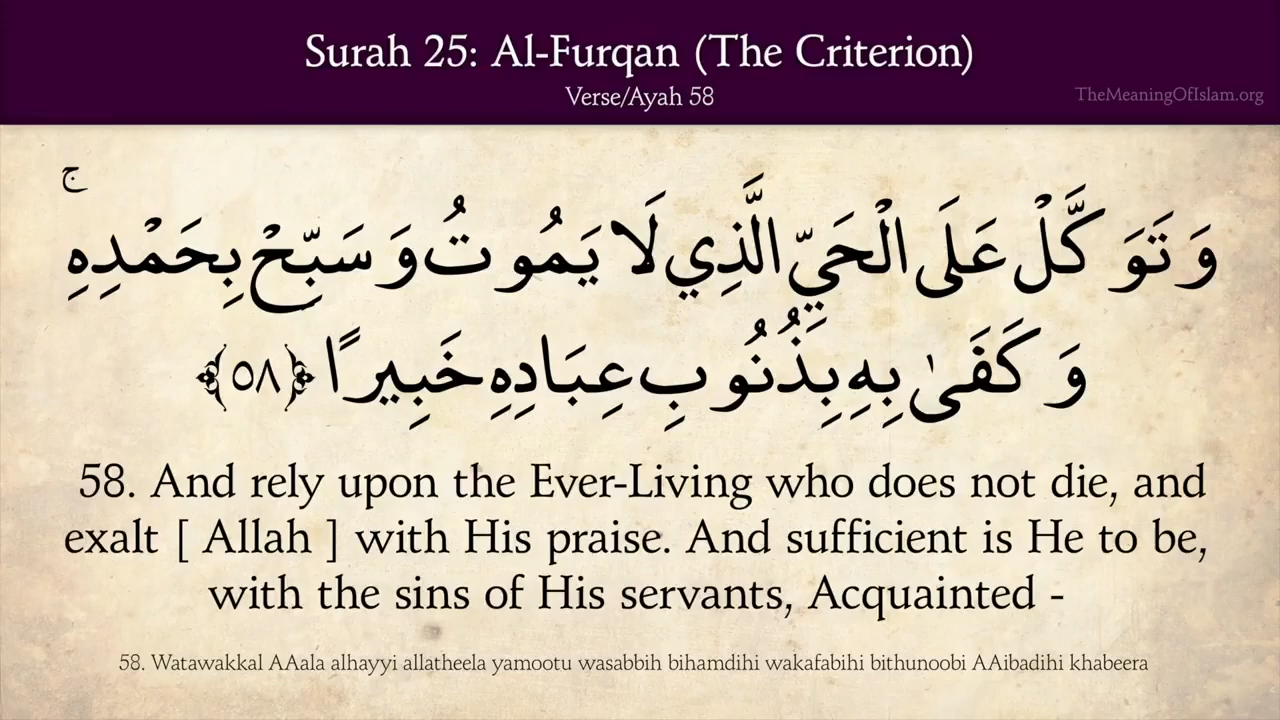 Surah 25: Al-Furqan (The Criterion)
Verse/Ayah 58
TheMeaningOfIslam.org
وَتَوَكَّلْ عَلَى الْحَيِّ الَّذِي لَا يَمُوتُ وَسَبِّحْ بِحَمْدِهِ ۚ
وَكَفَىٰ بِهِ بِذُنُوبِ عِبَادِهِ خَبِيرًا ﴿٥٨﴾
58. And rely upon the Ever-Living who does not die, and
exalt [ Allah ] with His praise. And sufficient is He to be,
with the sins of His servants, Acquainted -
58. Watawakkal AAala alhayyi allatheela yamootu wasabbih bihamdihi wakafabihi bithunoobi AAibadihi khabeera